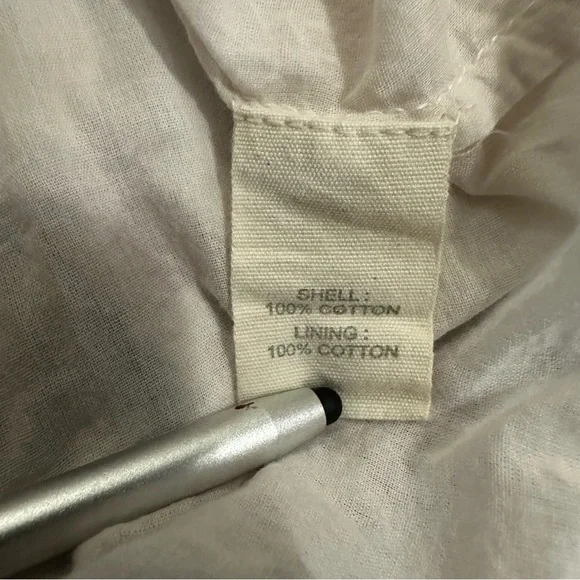 SHELL :
100% COTTON
LINING :
100% COTTON